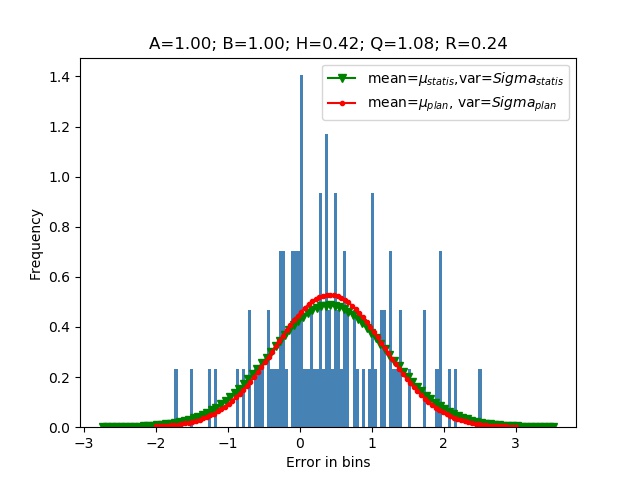 A=1.00; B=1.00; H=0.42; Q=1.08; R=0.24
mean=μstatis,var=Sigmastatis
mean=μplan, var=Sigmaplan
1.4
1.2
1.0
0.8
0.6
0.4
0.2
0.0
Frequency
−3 −2 −1 0 1 2 3
Error in bins